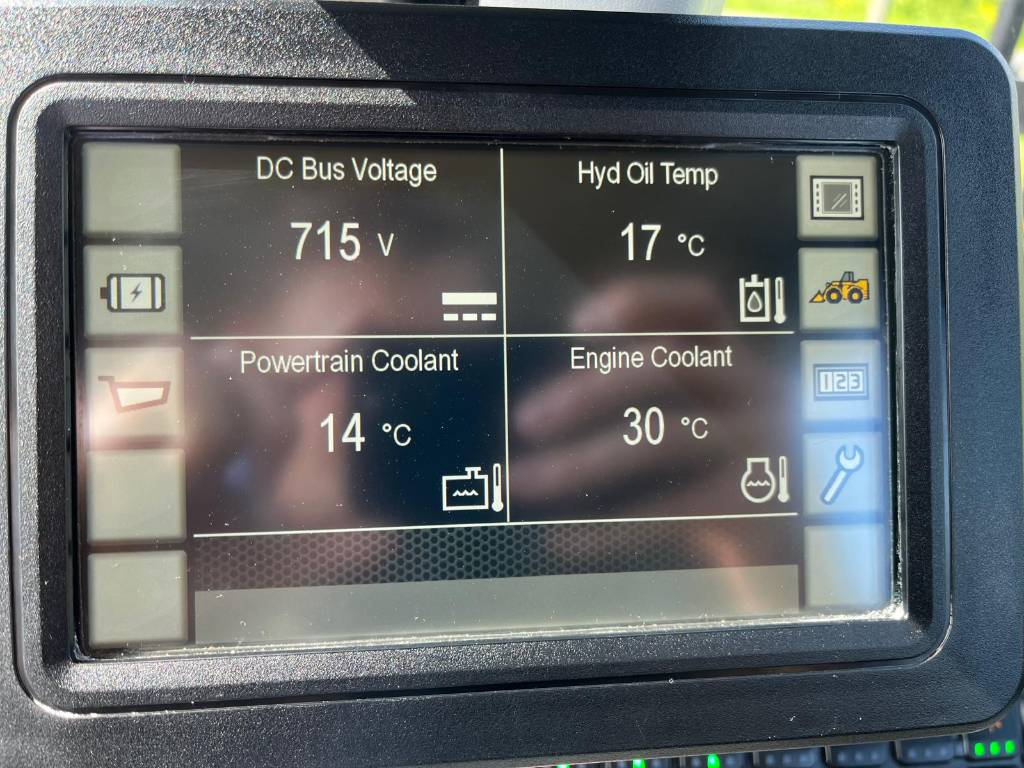 DC Bus Voltage
715 V
Hyd Oil Temp
17 °C
Powertrain Coolant
14 °C
Engine Coolant
30 °C
123